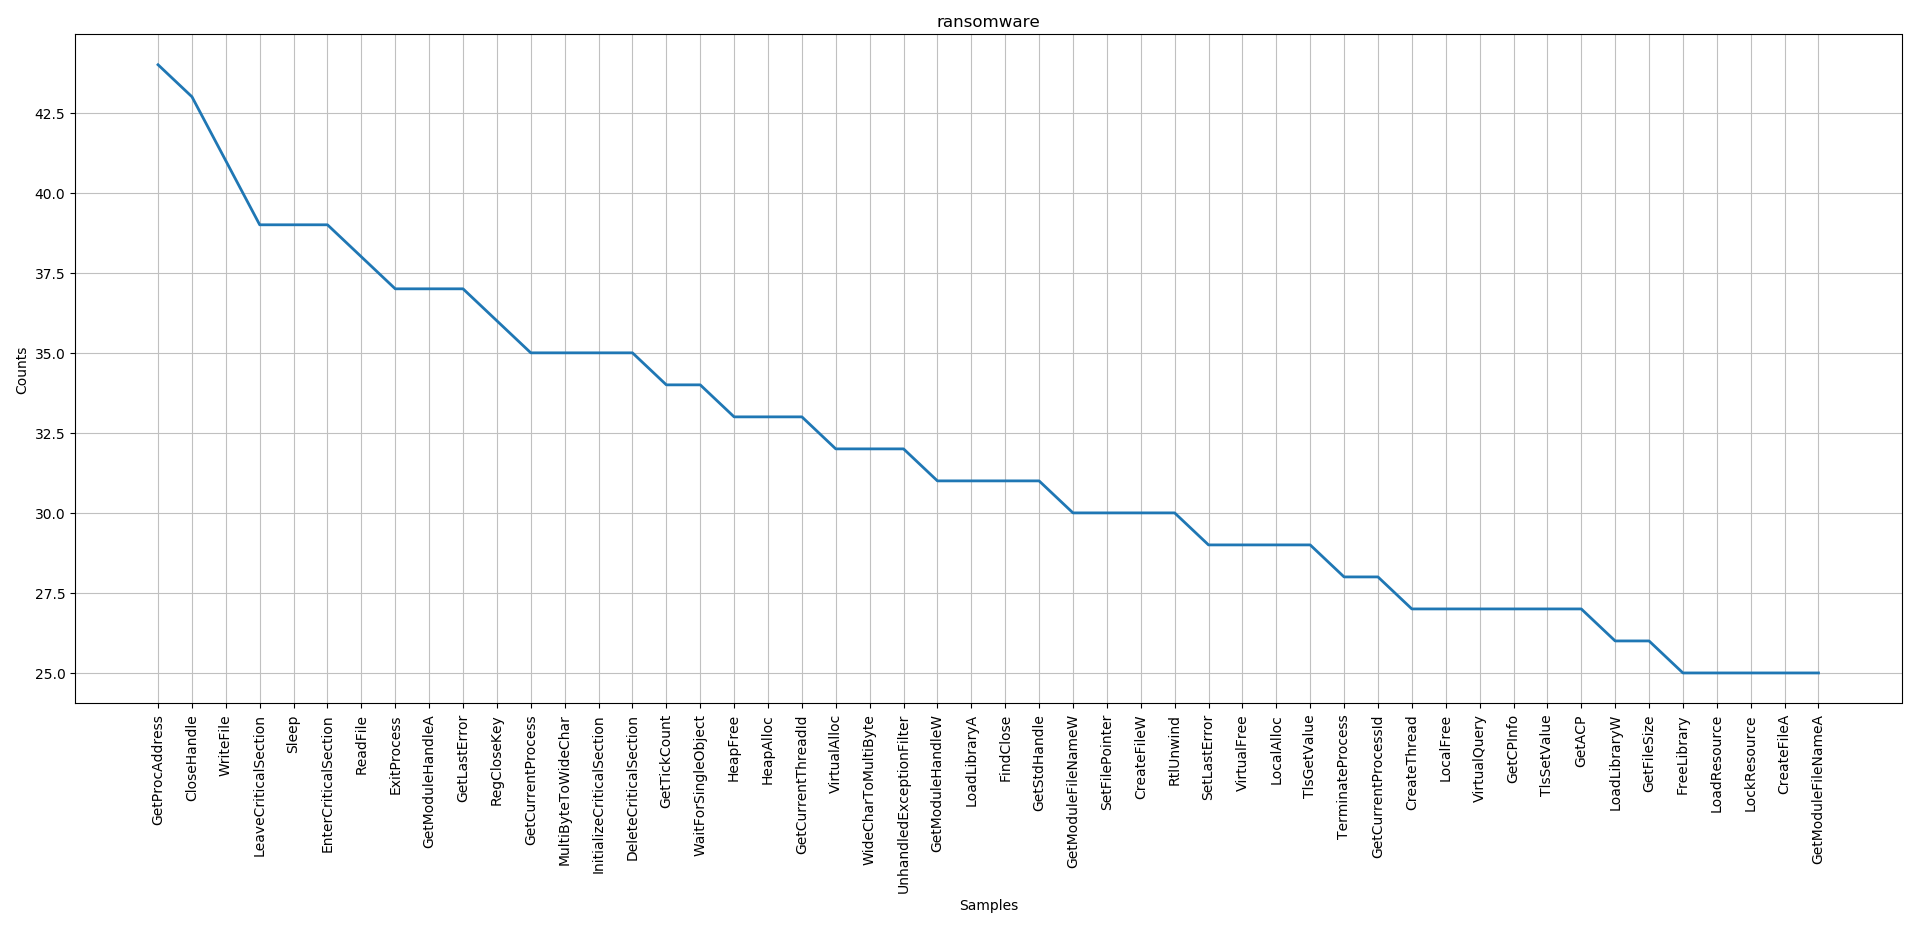 ransomware
42.5
40.0
37.5
35.0
32.5
30.0
27.5
25.0
Counts
GetProcAddress
CloseHandle
WriteFile
LeaveCriticalSection
Sleep
EnterCriticalSection
ReadFile
ExitProcess
GetModuleHandleA
GetLastError
RegCloseKey
GetCurrentProcess
MultiByteToWideChar
InitializeCriticalSection
DeleteCriticalSection
GetTickCount
WaitForSingleObject
HeapFree
HeapAlloc
GetCurrentThreadId
VirtualAlloc
WideCharToMultiByte
UnhandledExceptionFilter
GetModuleHandleW
LoadLibraryA
FindClose
GetStdHandle
GetModuleFileNameW
SetFilePointer
CreateFileW
RtlUnwind
SetLastError
VirtualFree
LocalAlloc
TlsGetValue
TerminateProcess
GetCurrentProcessId
CreateThread
LocalFree
VirtualQuery
GetCPInfo
TlsSetValue
GetACP
LoadLibraryW
GetFileSize
FreeLibrary
LoadResource
LockResource
CreateFileA
GetModuleFileNameA
Samples